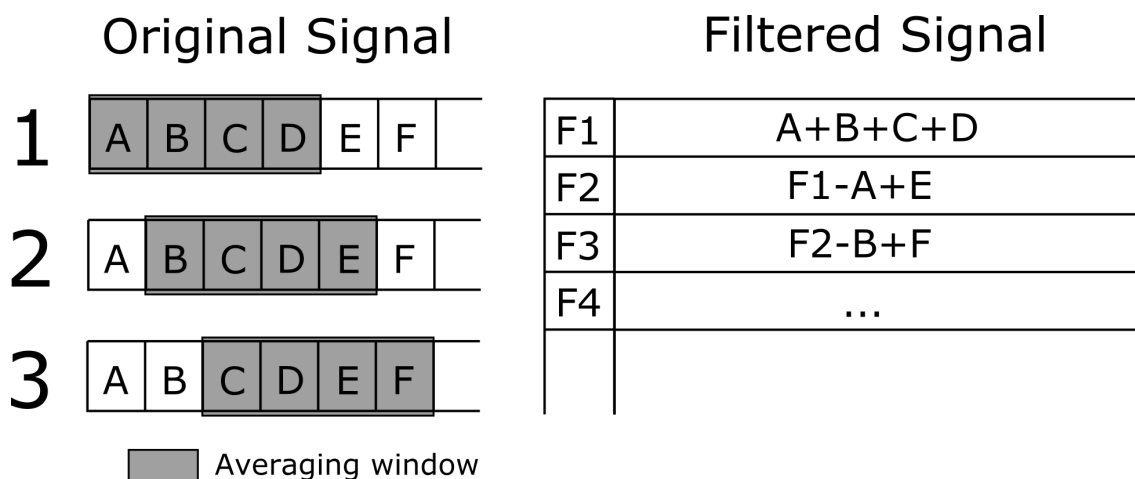 Original Signal
1 A B C D E F
2 A B C D E F
3 A B C D E F
Averaging window
Filtered Signal
F1 A+B+C+D
F2 F1-A+E
F3 F2-B+F
F4 ...